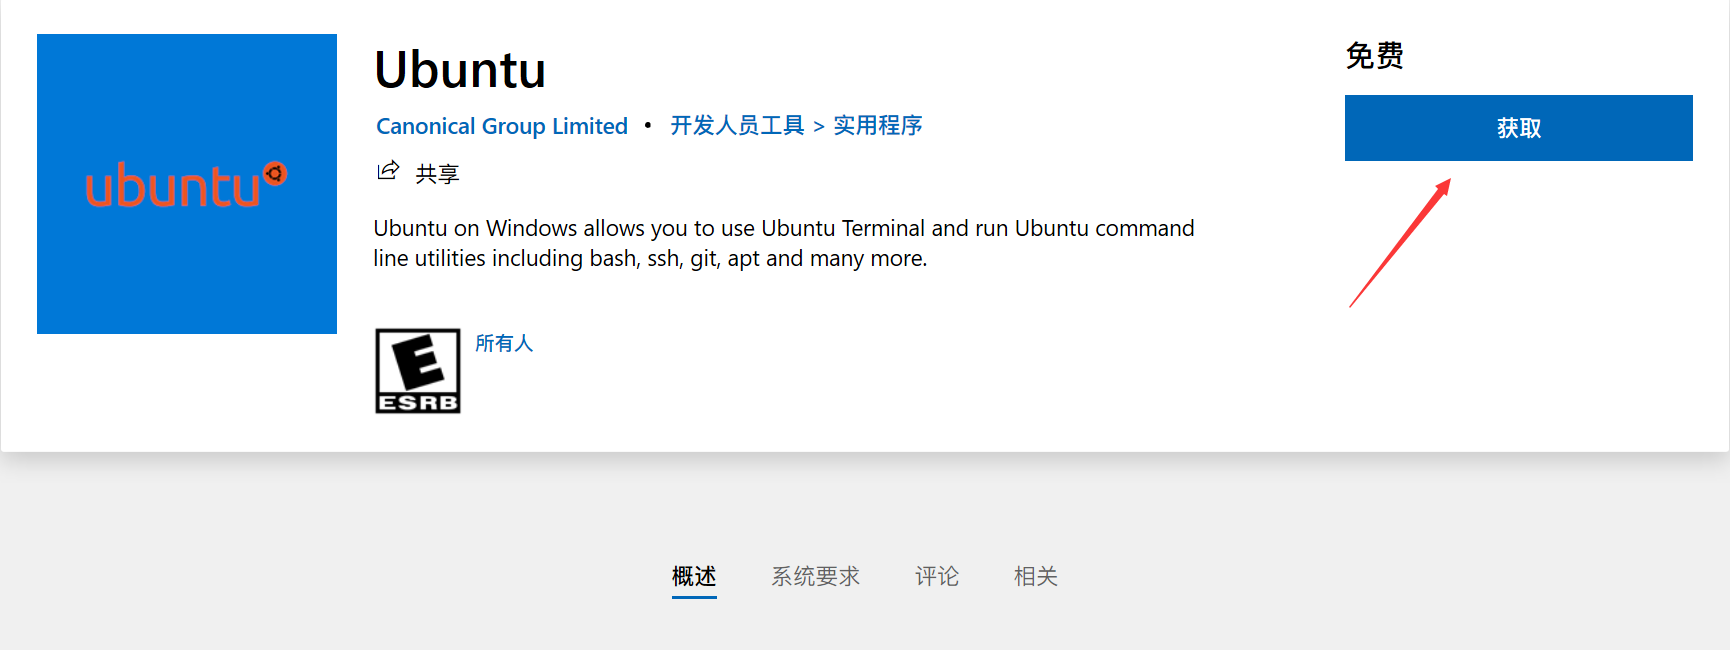 Ubuntu
免费
Canonical Group Limited • 开发人员工具 > 实用程序
获取
共享
ubuntu
Ubuntu on Windows allows you to use Ubuntu Terminal and run Ubuntu command
line utilities including bash, ssh, git, apt and many more.
E
ESRB
所有人
概述 系统要求 评论 相关